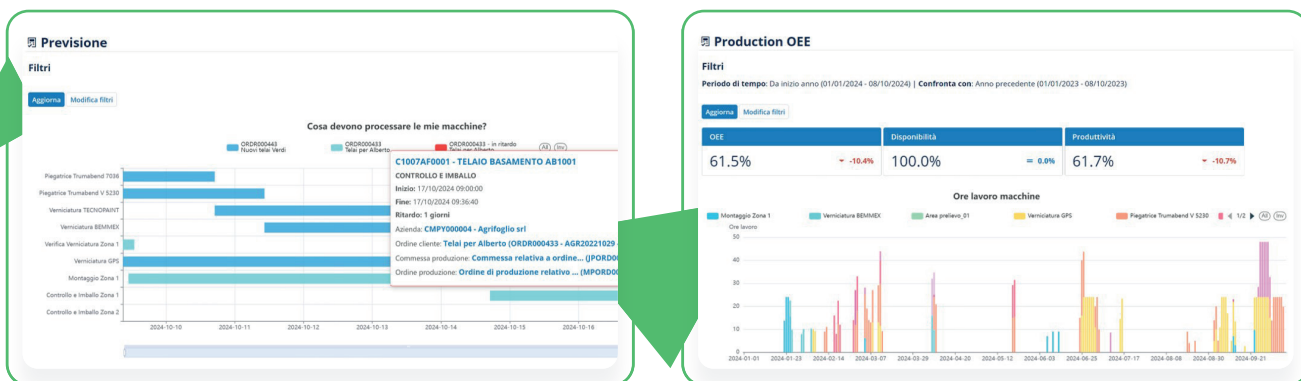 Previsione
Filtri
Aggiorna Modifica filtri
Cosa devono processare le mie macchine?
ORDR000443
Nuovi telai Verdi
ORDR000433
Telai per Alberto
ORDR000433 - in ritardo
Telai per Alberto
All Inv
C1007AF0001 - TELAIO BASAMENTO AB1001
CONTROLLO E IMBALLO
Inizio: 17/10/2024 09:00:00
Fine: 17/10/2024 09:36:40
Ritardo: 1 giorni
Azienda: CMPY000004 - Agrifoglio srl
Ordine cliente: Telai per Alberto (ORDR000433 - AGR20221029 -
Commessa produzione: Commessa relativa a ordine... (JPORD00
Ordine produzione: Ordine di produzione relativo ... (MPORD00
Piegatrice Trumabend 7036
Piegatrice Trumabend V 5230
Verniciatura TECNOPAINT
Verniciatura BEMMEX
Verifica Verniciatura Zona 1
Verniciatura GPS
Montaggio Zona 1
Controllo e Imballo Zona 1
Controllo e Imballo Zona 2
2024-10-10 2024-10-11 2024-10-12 2024-10-13 2024-10-14 2024-10-15 2024-10-16
Production OEE
Filtri
Periodo di tempo: Da inizio anno (01/01/2024 - 08/10/2024) | Confronta con: Anno precedente (01/01/2023 - 08/10/2023)
Aggiorna Modifica filtri
OEE Disponibilità Produttività
61.5% -10.4% 100.0% = 0.0% 61.7% -10.7%
Ore lavoro macchine
Montaggio Zona 1 Verniciatura BEMMEX Area prelievo_01 Verniciatura GPS Piegatrice Trumabend V 5230 1/2 All Inv
Ore lavoro
50
40
30
20
10
0
2024-01-01 2024-01-23 2024-02-14 2024-03-07 2024-03-29 2024-04-20 2024-05-12 2024-06-03 2024-06-25 2024-07-17 2024-08-08 2024-08-30 2024-09-21